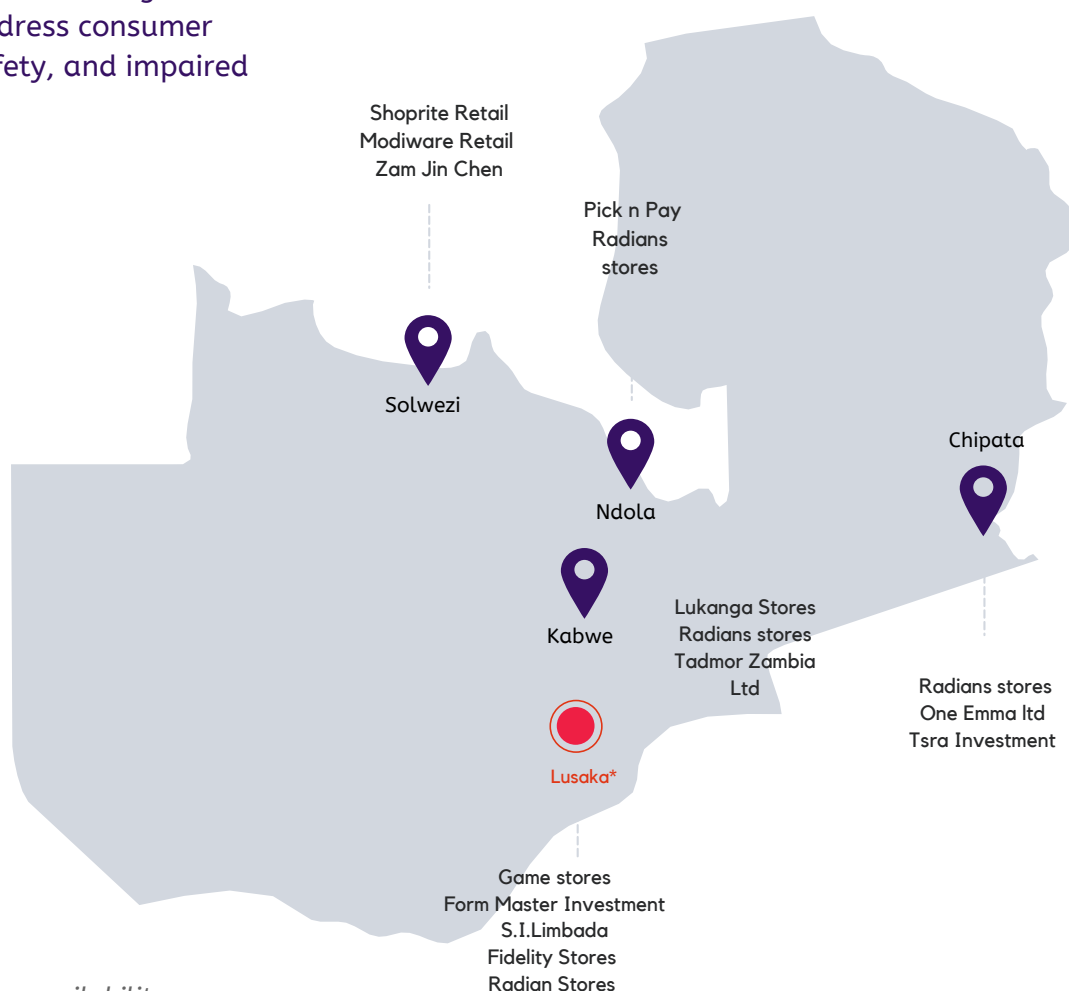 dress consumer
fety, and impaired
Shoprite Retail
Modiware Retail
Zam Jin Chen
Pick n Pay
Radians
stores
Solwezi
Ndola
Chipata
Kabwe
Lukanga Stores
Radians stores
Tadmor Zambia
Ltd
Radians stores
One Emma ltd
Tsra Investment
Lusaka*
Game stores
Form Master Investment
S.I.Limbada
Fidelity Stores
Radian Stores